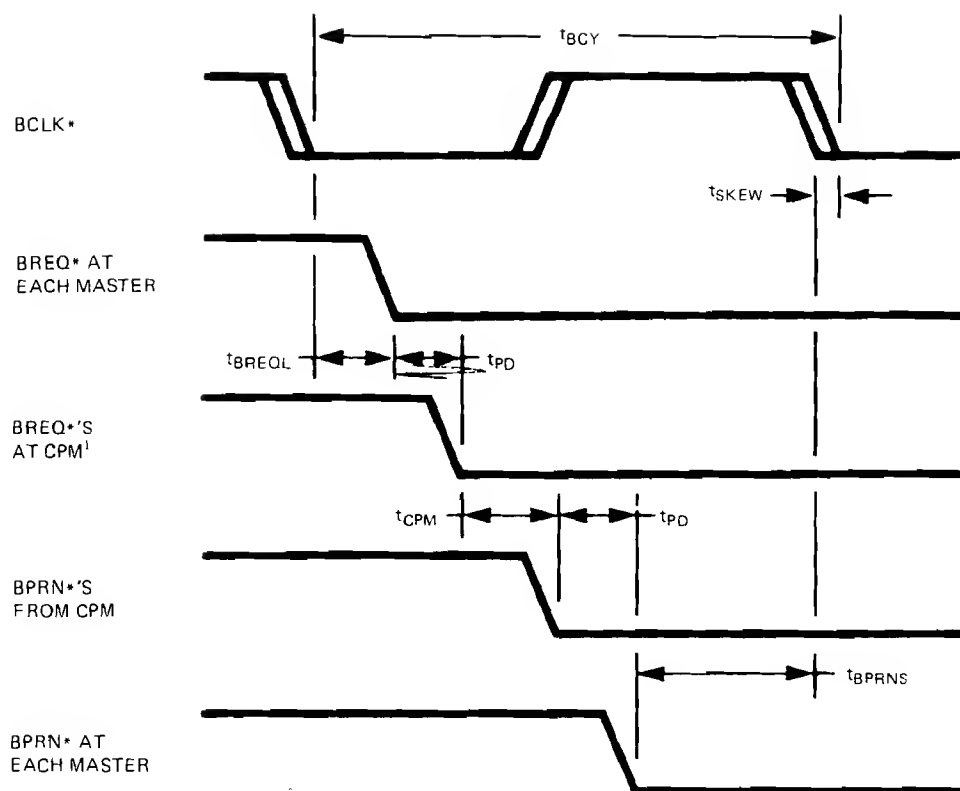 tBCY
BCLK*
tSKEW
BREQ* AT
EACH MASTER
tBREQL
tPD
BREQ*'S
AT CPM¹
tCPM
tPD
BPRN*'S
FROM CPM
tBPRNS
BPRN* AT
EACH MASTER